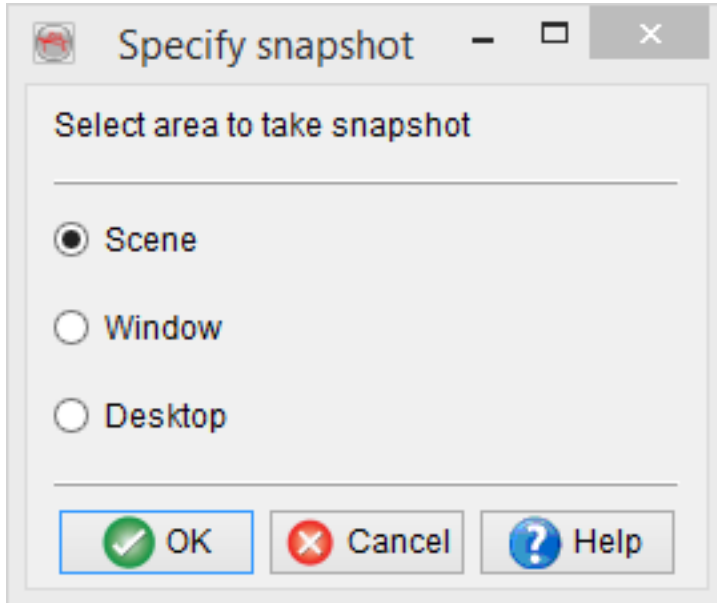 Specify snapshot
Select area to take snapshot
Scene
Window
Desktop
OK Cancel Help